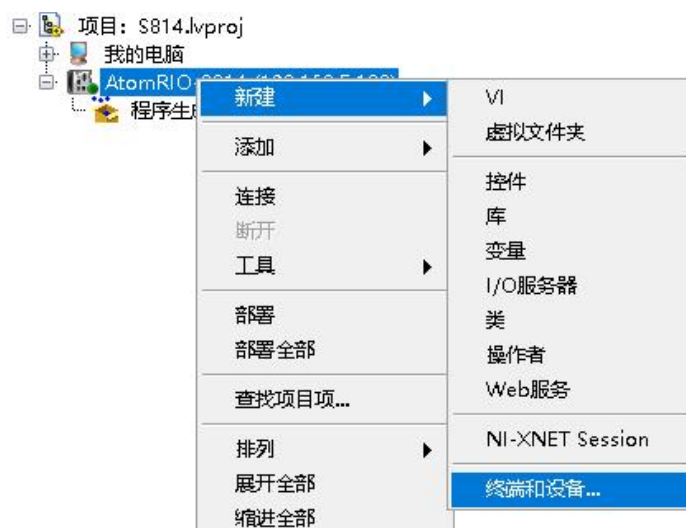 项目: S814.lvproj
我的电脑
AtomRIO
程序生
新建
添加
连接
断开
工具
部署
部署全部
查找项目项...
排列
展开全部
缩进全部
VI
虚拟文件夹
控件
库
变量
I/O服务器
类
操作者
Web服务
NI-XNET Session
终端和设备...